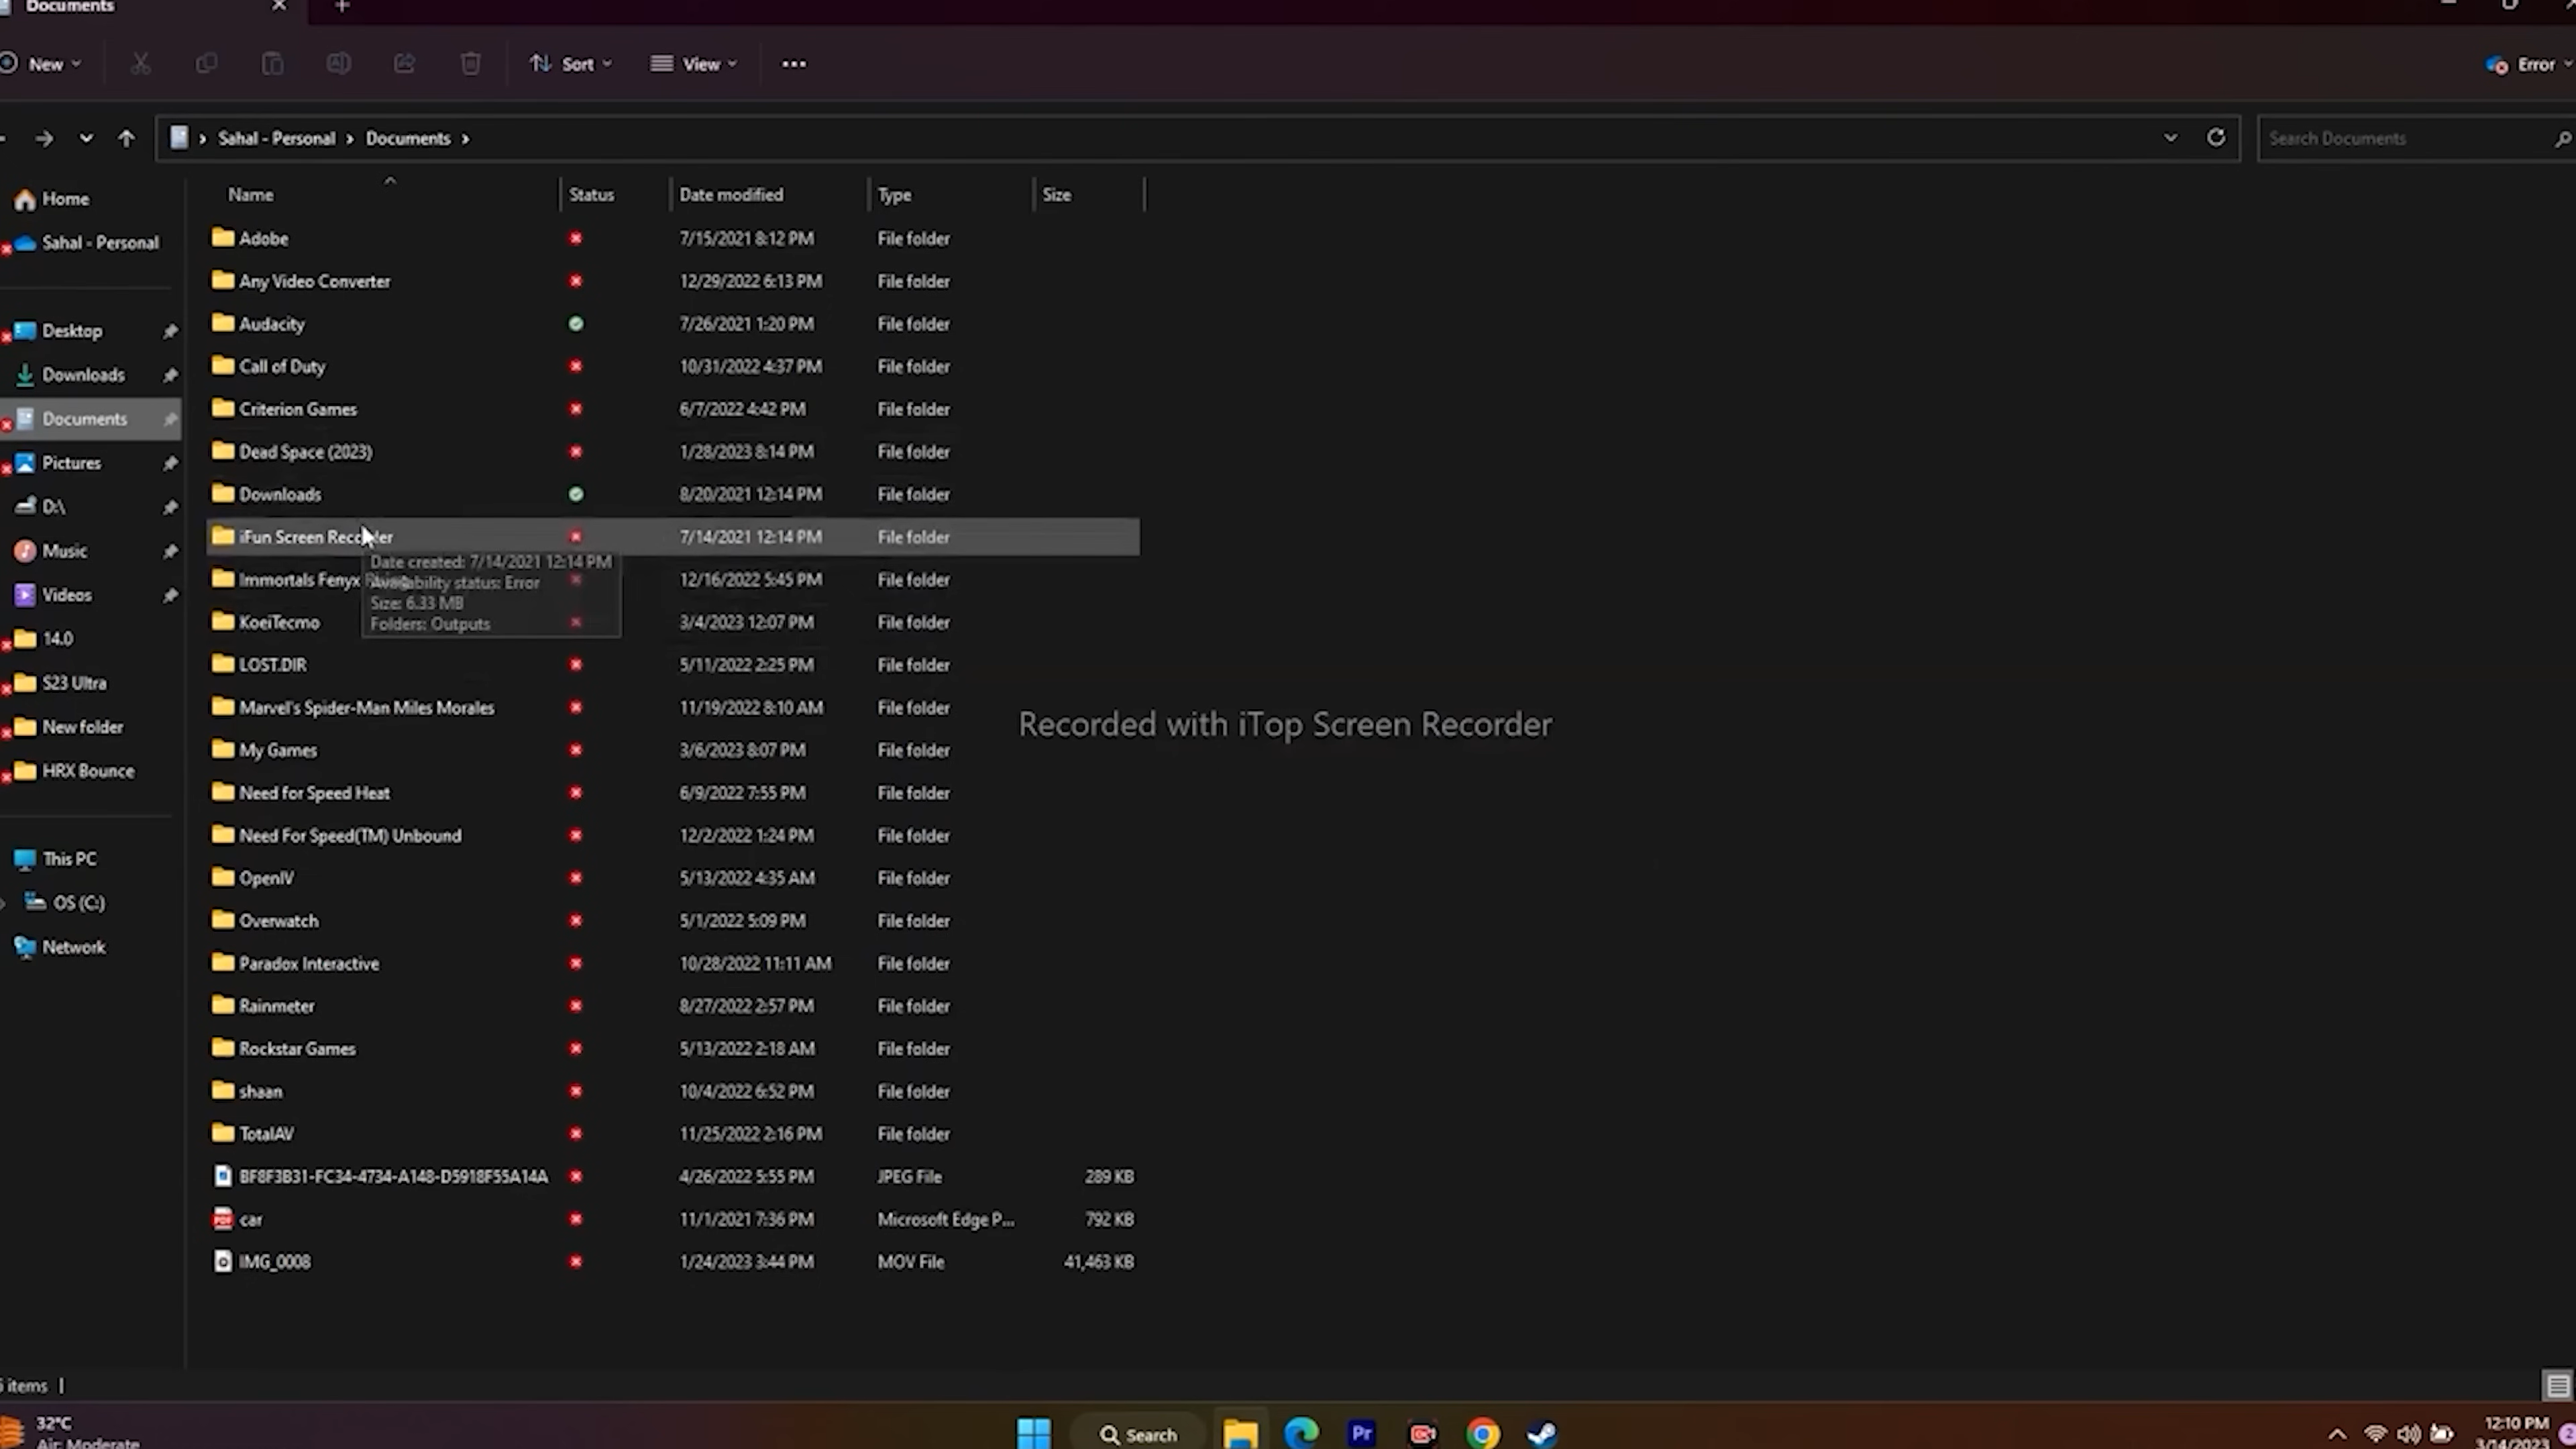 Documents
New
Sort
View
Error
Sahal - Personal
Documents
Search Documents
Home
Sahal - Personal
Desktop
Downloads
Documents
Pictures
D:\
Music
Videos
14.0
S23 Ultra
New folder
HRX Bounce
This PC
OS (C:)
Network
Name Status Date modified Type Size
Adobe 7/15/2021 8:12 PM File folder
Any Video Converter 12/29/2022 6:13 PM File folder
Audacity 7/26/2021 1:20 PM File folder
Call of Duty 10/31/2022 4:37 PM File folder
Criterion Games 6/7/2022 4:42 PM File folder
Dead Space (2023) 1/28/2023 8:14 PM File folder
Downloads 8/20/2021 12:14 PM File folder
iFun Screen Recorder 7/14/2021 12:14 PM File folder
Date created: 7/14/2021 12:14 PM
Availability status: Error
Size: 6.33 MB
Folders: Outputs
Immortals Fenyx 12/16/2022 5:45 PM File folder
KoeiTecmo 3/4/2023 12:07 PM File folder
LOST.DIR 5/11/2022 2:25 PM File folder
Marvel's Spider-Man Miles Morales 11/19/2022 8:10 AM File folder
My Games 3/6/2023 8:07 PM File folder
Need for Speed Heat 6/9/2022 7:55 PM File folder
Need For Speed(TM) Unbound 12/2/2022 1:24 PM File folder
OpenIV 5/13/2022 4:35 AM File folder
Overwatch 5/1/2022 5:09 PM File folder
Paradox Interactive 10/28/2022 11:11 AM File folder
Rainmeter 8/27/2022 2:57 PM File folder
Rockstar Games 5/13/2022 2:18 AM File folder
shaan 10/4/2022 6:52 PM File folder
TotalAV 11/25/2022 2:16 PM File folder
BF8F3B31-FC34-4734-A148-D5918F55A14A 4/26/2022 5:55 PM JPEG File 289 KB
car 11/1/2021 7:36 PM Microsoft Edge P... 792 KB
IMG_0008 1/24/2023 3:44 PM MOV File 41,463 KB
Recorded with iTop Screen Recorder
items
32°C
Air: Moderate
Search
Pr
12:10 PM
3/14/2023